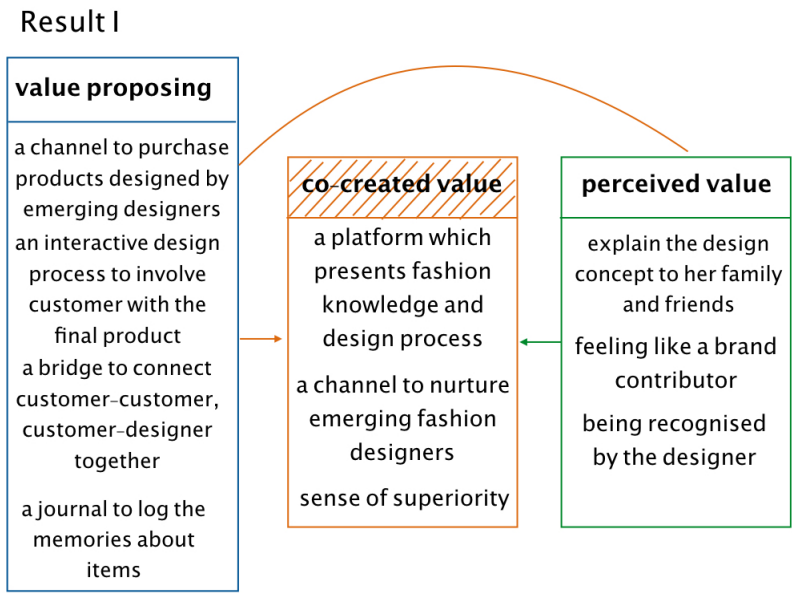 Result I
value proposing
a channel to purchase
products designed by
emerging designers
an interactive design
process to involve
customer with the
final product
a bridge to connect
customer-customer,
customer-designer
together
a journal to log the
memories about
items
co-created value
a platform which
presents fashion
knowledge and
design process
a channel to nurture
emerging fashion
designers
sense of superiority
perceived value
explain the design
concept to her family
and friends
feeling like a brand
contributor
being recognised
by the designer